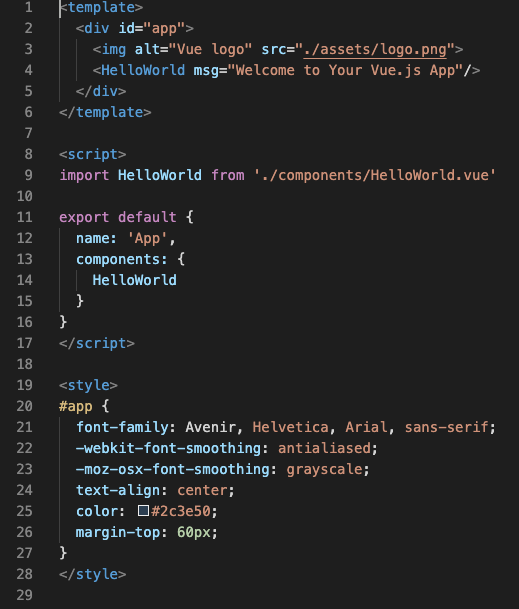 1 <template>
2   <div id="app">
3     <img alt="Vue logo" src="./assets/logo.png">
4     <HelloWorld msg="Welcome to Your Vue.js App"/>
5   </div>
6 </template>
7
8 <script>
9 import HelloWorld from './components/HelloWorld.vue'
10
11 export default {
12   name: 'App',
13   components: {
14     HelloWorld
15   }
16 }
17 </script>
18
19 <style>
20 #app {
21   font-family: Avenir, Helvetica, Arial, sans-serif;
22   -webkit-font-smoothing: antialiased;
23   -moz-osx-font-smoothing: grayscale;
24   text-align: center;
25   color: #2c3e50;
26   margin-top: 60px;
27 }
28 </style>
29